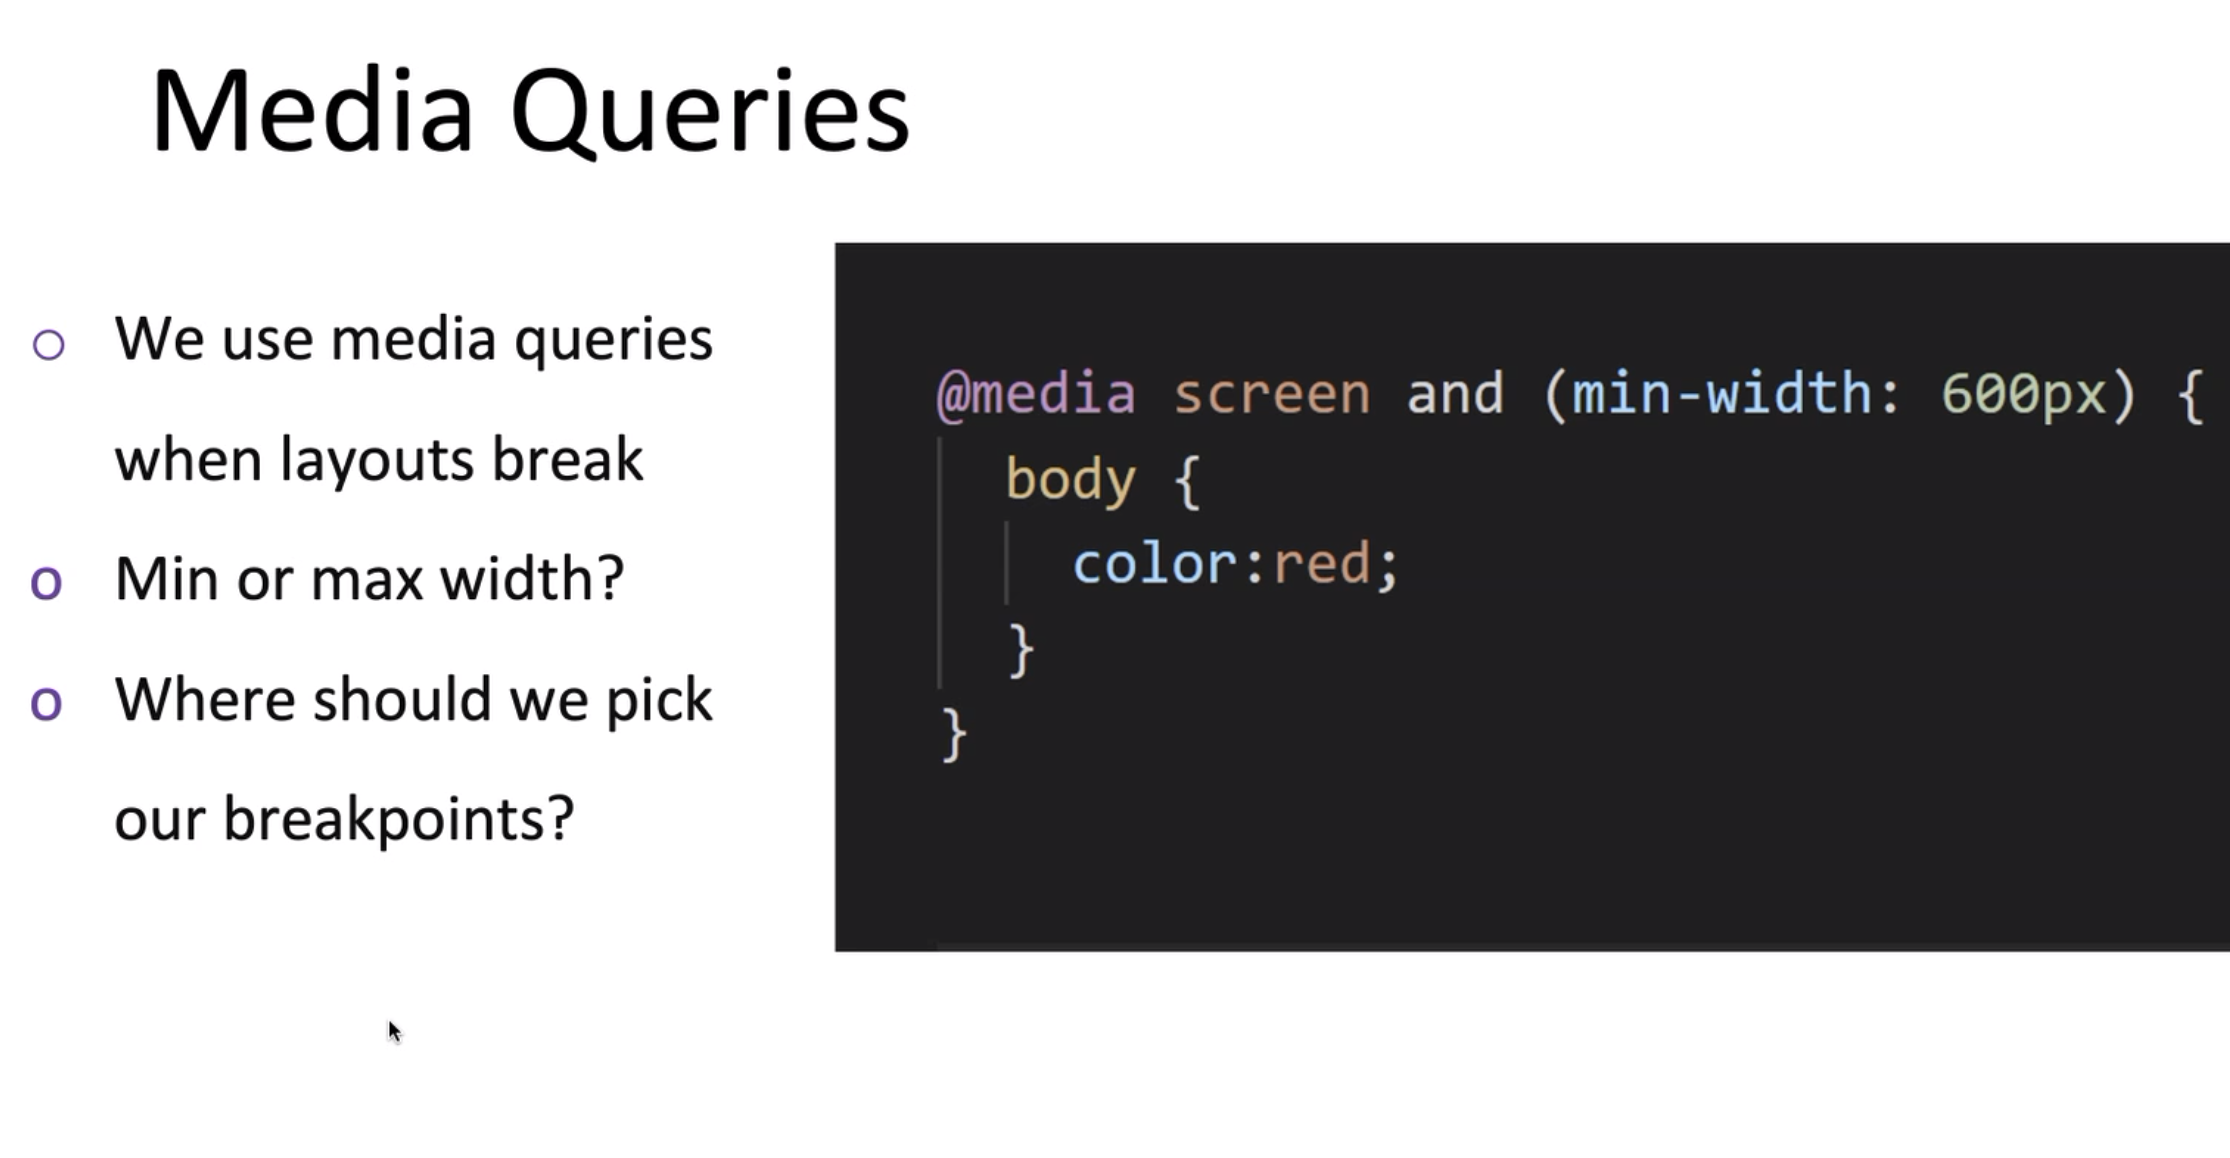 Media Queries
○ We use media queries
when layouts break
o Min or max width?
o Where should we pick
our breakpoints?
@media screen and (min-width: 600px) {
body {
color:red;
}
}